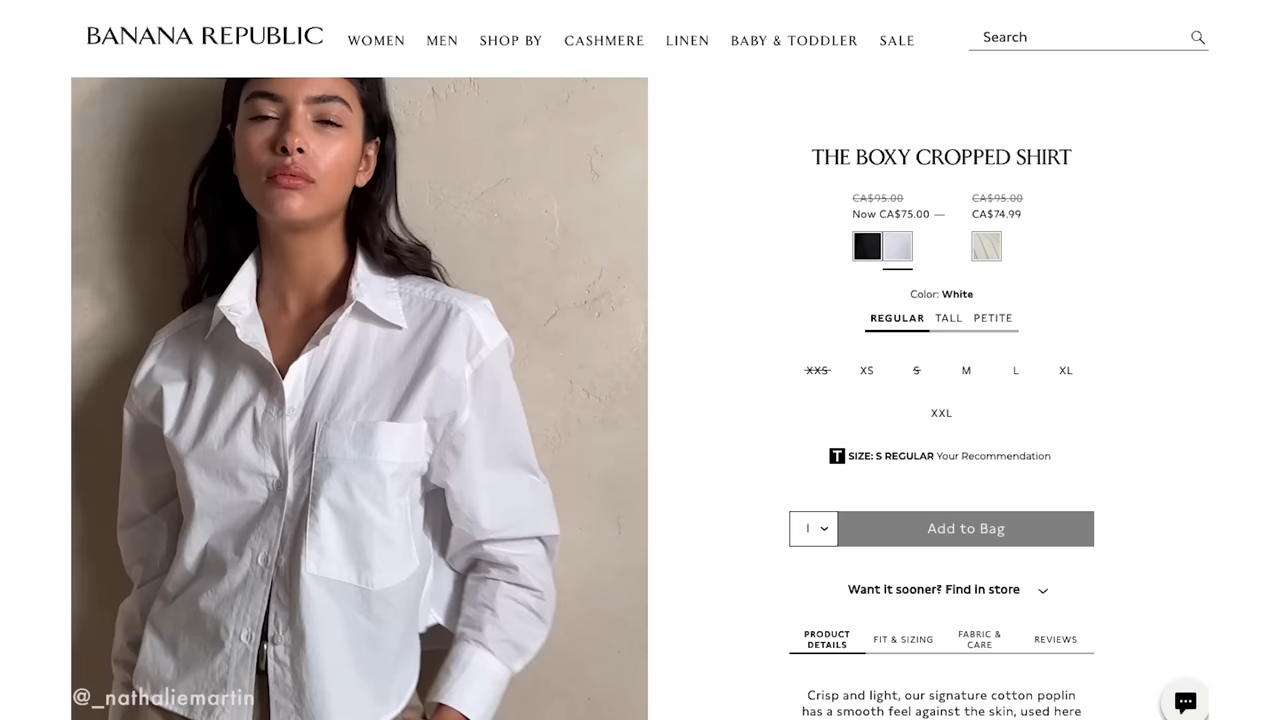 BANANA REPUBLIC WOMEN MEN SHOP BY CASHMERE LINEN BABY & TODDLER SALE Search
THE BOXY CROPPED SHIRT
CA$95.00 CA$95.00
Now CA$75.00 — CA$74.99
Color: White
REGULAR TALL PETITE
XXS XS S M L XL
XXL
T SIZE: S REGULAR Your Recommendation
1 Add to Bag
Want it sooner? Find in store
PRODUCT DETAILS FIT & SIZING FABRIC & CARE REVIEWS
Crisp and light, our signature cotton poplin
has a smooth feel against the skin, used here
@_nathaliemartin